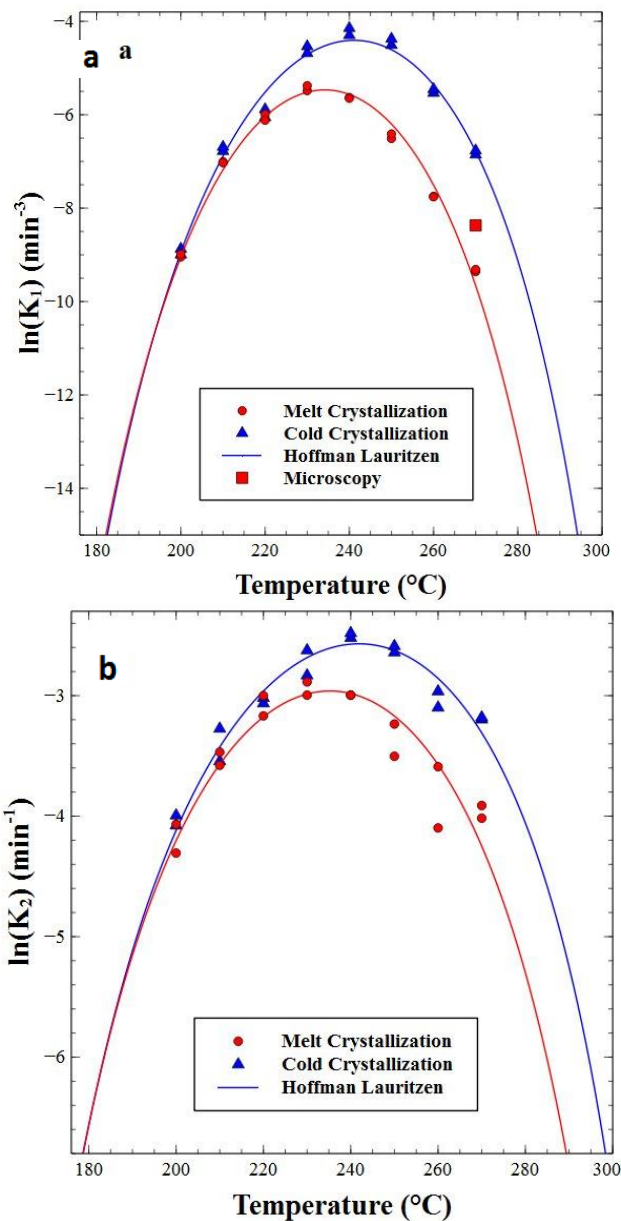 a a
−4
−6
−8
−10
−12
−14
ln(K₁) (min⁻³)
Melt Crystallization
Cold Crystallization
Hoffman Lauritzen
Microscopy
180 200 220 240 260 280 300
Temperature (°C)
b
−3
−4
−5
−6
ln(K₂) (min⁻¹)
Melt Crystallization
Cold Crystallization
Hoffman Lauritzen
180 200 220 240 260 280 300
Temperature (°C)